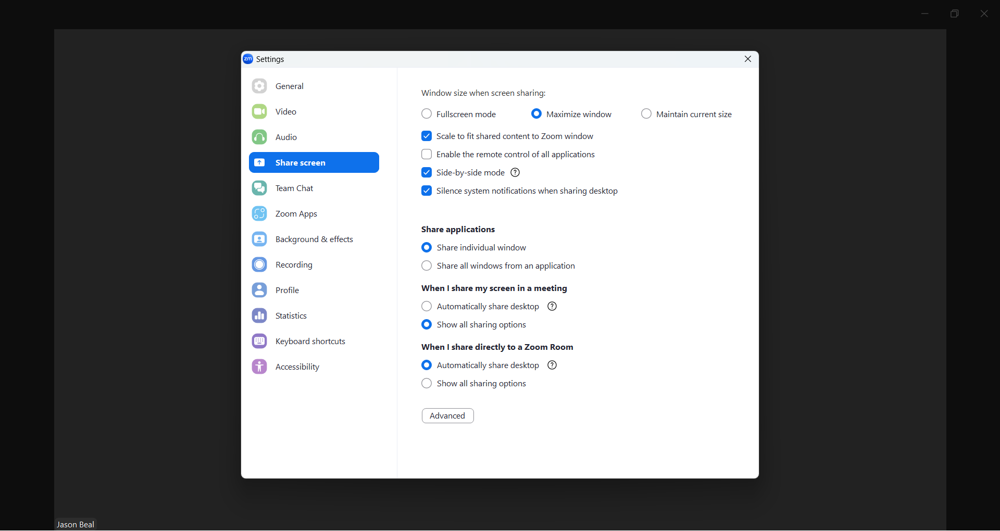 zm Settings
General
Video
Audio
Share screen
Team Chat
Zoom Apps
Background & effects
Recording
Profile
Statistics
Keyboard shortcuts
Accessibility
Window size when screen sharing:
Fullscreen mode Maximize window Maintain current size
Scale to fit shared content to Zoom window
Enable the remote control of all applications
Side-by-side mode ?
Silence system notifications when sharing desktop
Share applications
Share individual window
Share all windows from an application
When I share my screen in a meeting
Automatically share desktop ?
Show all sharing options
When I share directly to a Zoom Room
Automatically share desktop ?
Show all sharing options
Advanced
Jason Beal